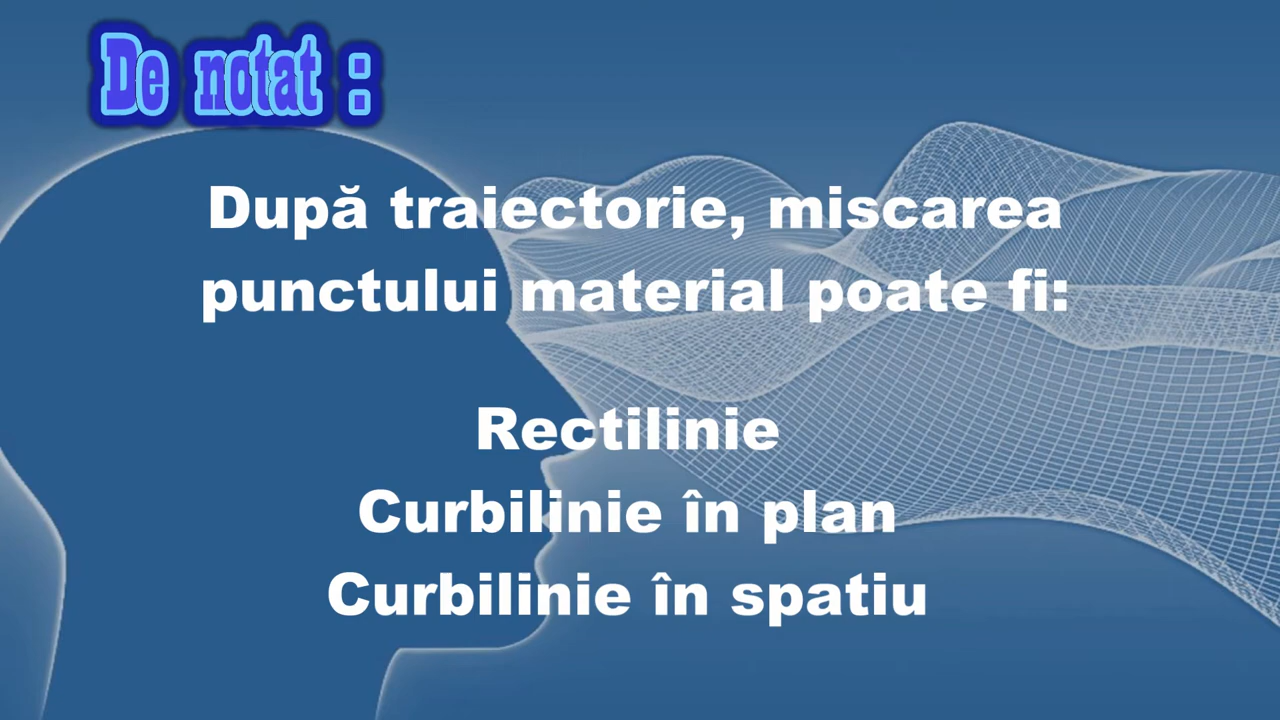 De notat :
După traiectorie, miscarea
punctului material poate fi:
Rectilinie
Curbilinie în plan
Curbilinie în spatiu